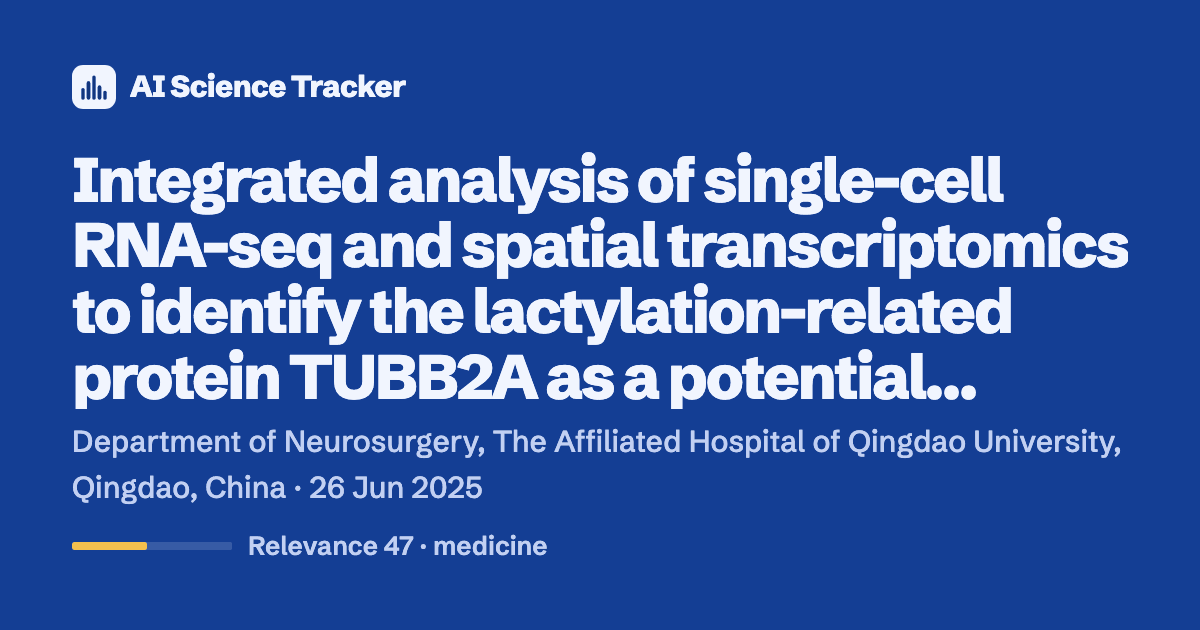 AI Science Tracker
Integrated analysis of single-cell
RNA-seq and spatial transcriptomics
to identify the lactylation-related
protein TUBB2A as a potential...
Department of Neurosurgery, The Affiliated Hospital of Qingdao University,
Qingdao, China · 26 Jun 2025
Relevance 47 · medicine